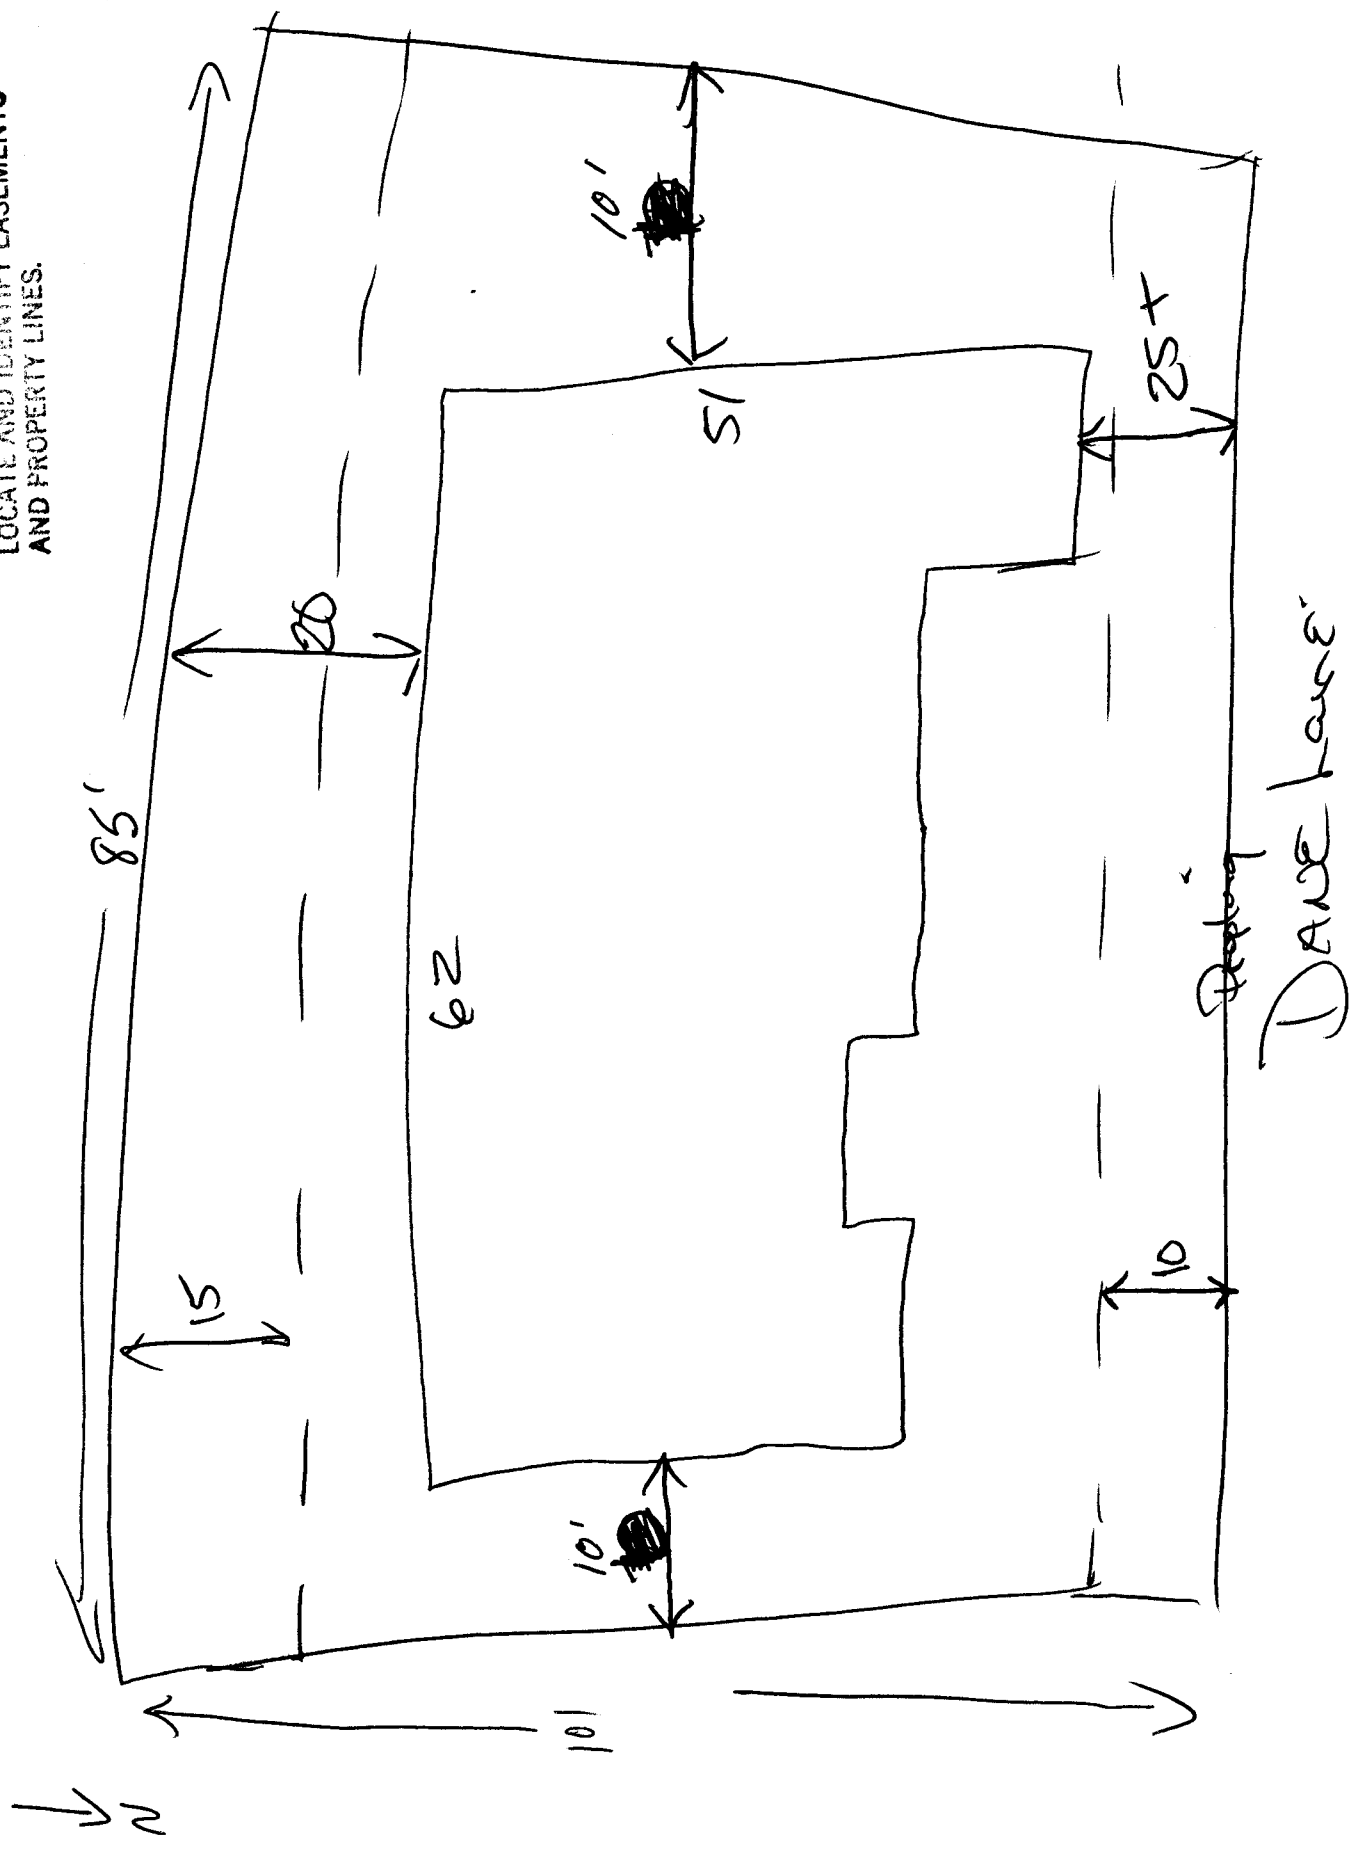 LOCATE AND IDENTIFY EASEMENTS
AND PROPERTY LINES.
85'
15
20
62
10'
10'
51
25+
10
101
DANE LANE
N